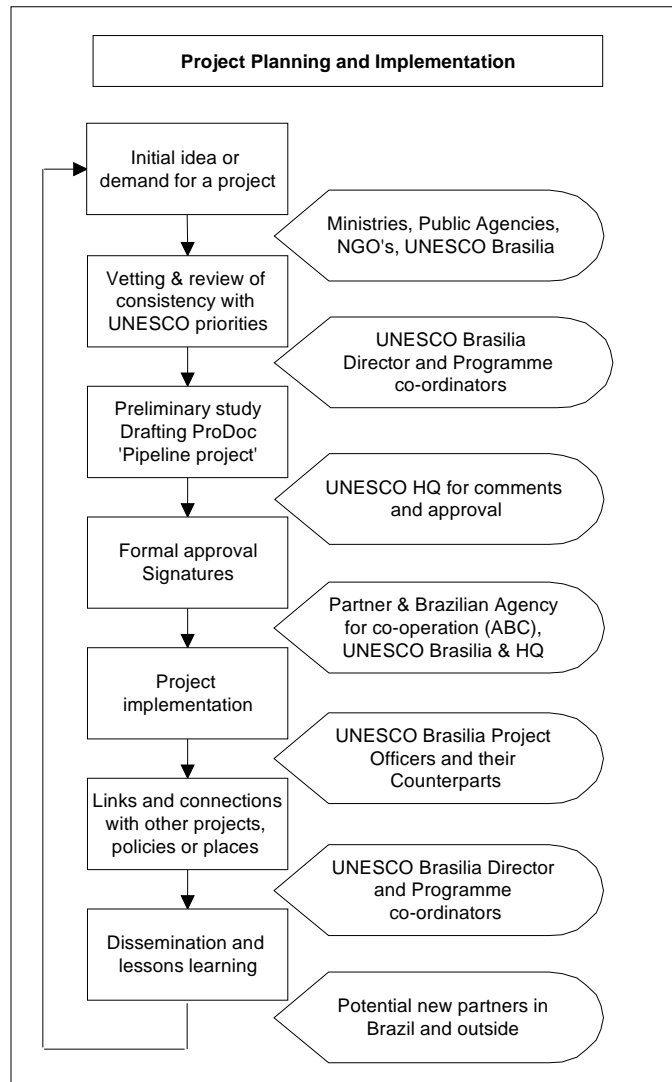 Project Planning and Implementation
Initial idea or
demand for a project
Ministries, Public Agencies,
NGO's, UNESCO Brasilia
Vetting & review of
consistency with
UNESCO priorities
UNESCO Brasilia
Director and Programme
co-ordinators
Preliminary study
Drafting ProDoc
'Pipeline project'
UNESCO HQ for comments
and approval
Formal approval
Signatures
Partner & Brazilian Agency
for co-operation (ABC),
UNESCO Brasilia & HQ
Project
implementation
UNESCO Brasilia Project
Officers and their
Counterparts
Links and connections
with other projects,
policies or places
UNESCO Brasilia Director
and Programme
co-ordinators
Dissemination and
lessons learning
Potential new partners in
Brazil and outside